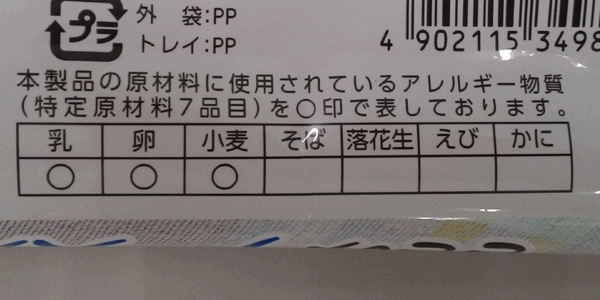 プラ
外 袋:PP
トレイ:PP
4 902115 3498
本製品の原材料に使用されているアレルギー物質
(特定原材料7品目)を○印で表しております。
乳 卵 小麦 そば 落花生 えび かに
○ ○ ○